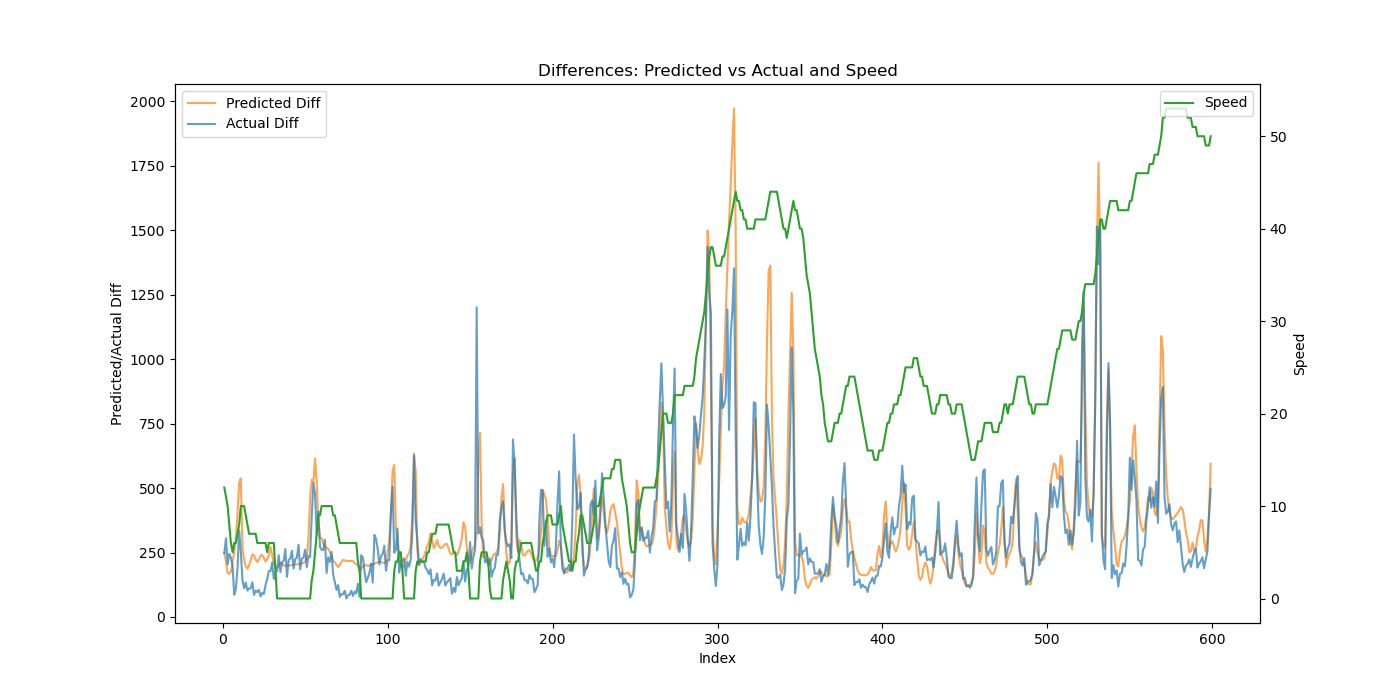 Differences: Predicted vs Actual and Speed
Predicted Diff
Actual Diff
Speed
2000
1750
1500
1250
1000
750
500
250
0
Predicted/Actual Diff
50
40
30
20
10
0
Speed
0 100 200 300 400 500 600
Index